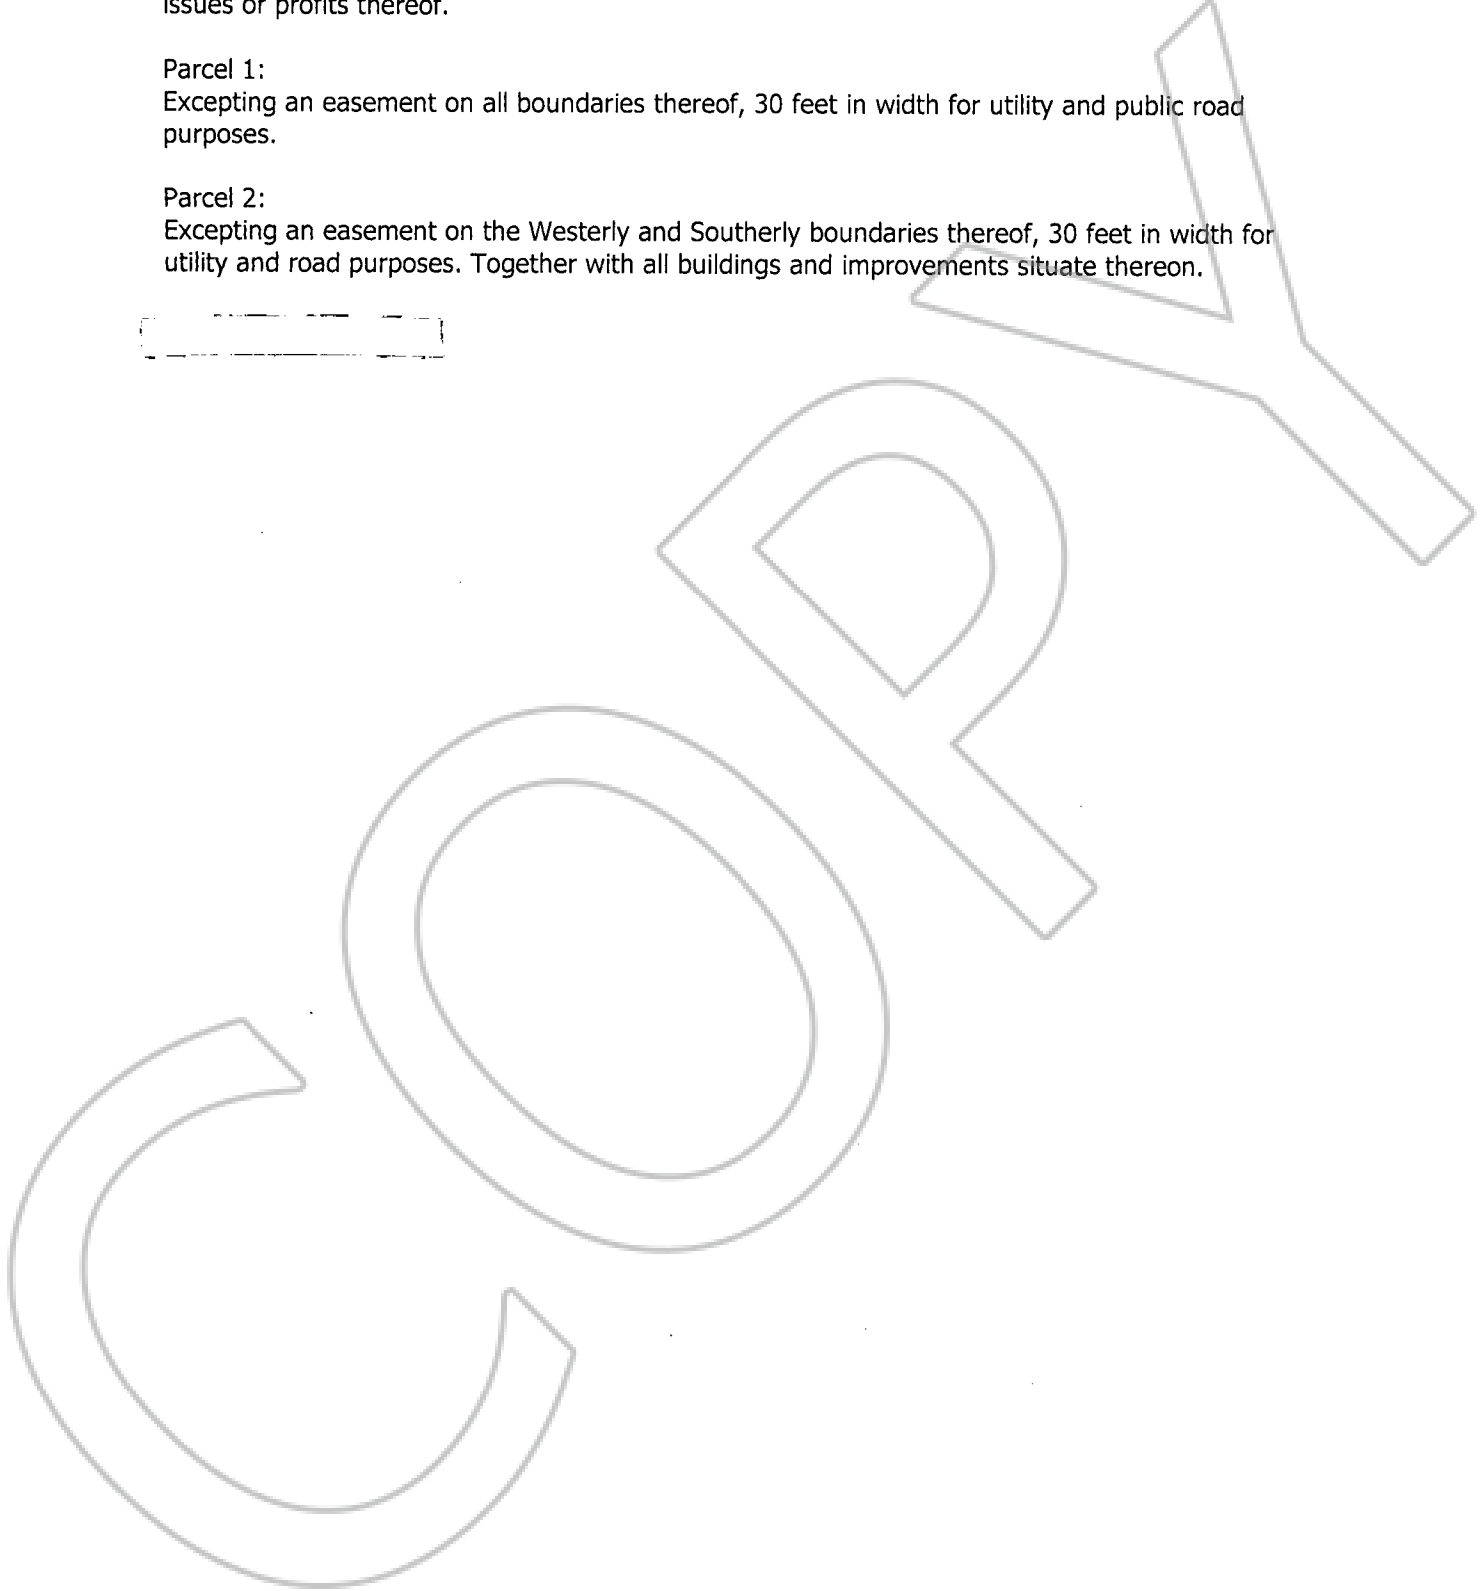 issues or profits thereof.
Parcel 1:
Excepting an easement on all boundaries thereof, 30 feet in width for utility and public road
purposes.
Parcel 2:
Excepting an easement on the Westerly and Southerly boundaries thereof, 30 feet in width for
utility and road purposes. Together with all buildings and improvements situate thereon.
COPY